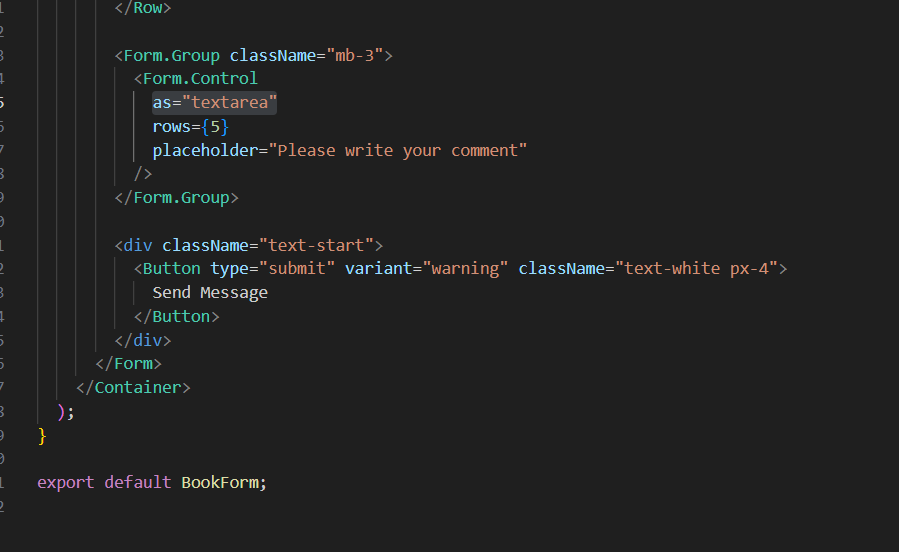 </Row>
<Form.Group className="mb-3">
<Form.Control
as="textarea"
rows={5}
placeholder="Please write your comment"
/>
</Form.Group>
<div className="text-start">
<Button type="submit" variant="warning" className="text-white px-4">
Send Message
</Button>
</div>
</Form>
</Container>
);
}
export default BookForm;